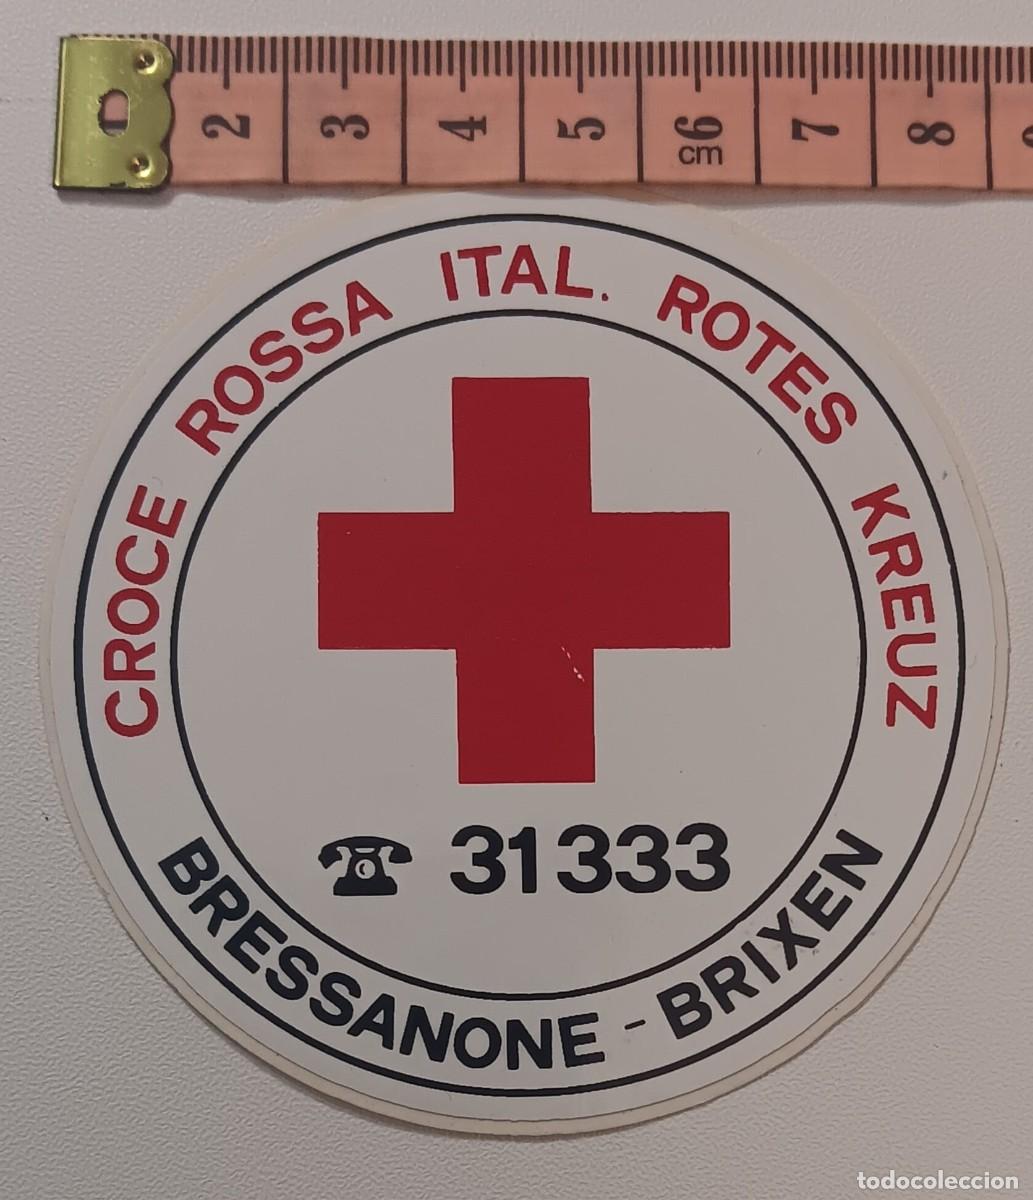 2 3 4 5 6 7 8
cm
CROCE ROSSA ITAL. ROTES KREUZ
☎ 31333
BRESSANONE - BRIXEN
todocoleccion